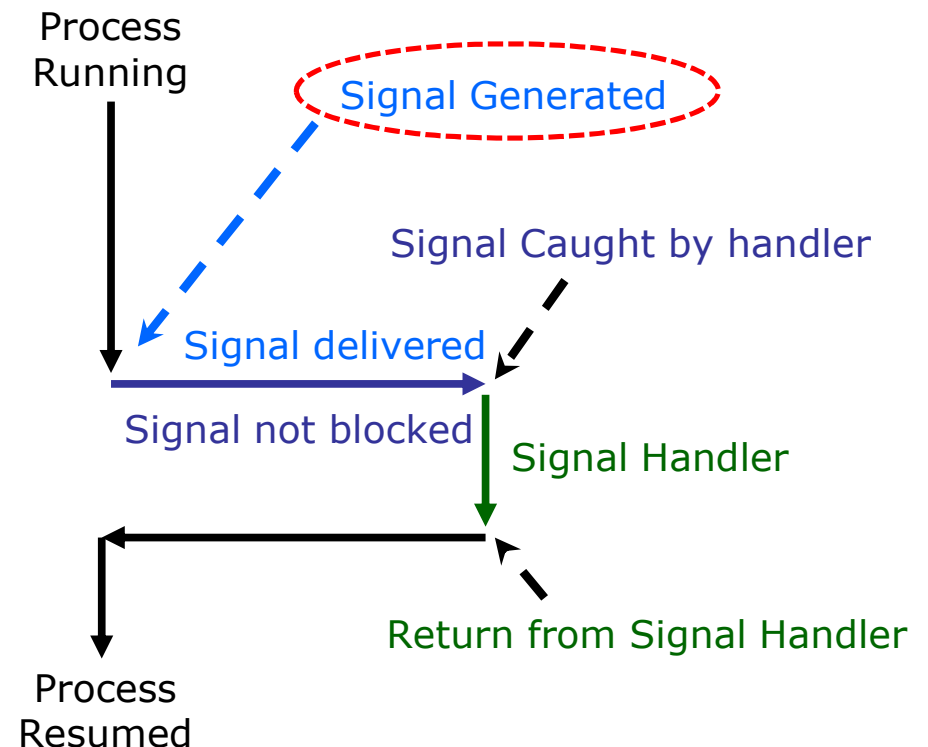 Process
Running
Signal Generated
Signal Caught by handler
Signal delivered
Signal not blocked
Signal Handler
Return from Signal Handler
Process
Resumed